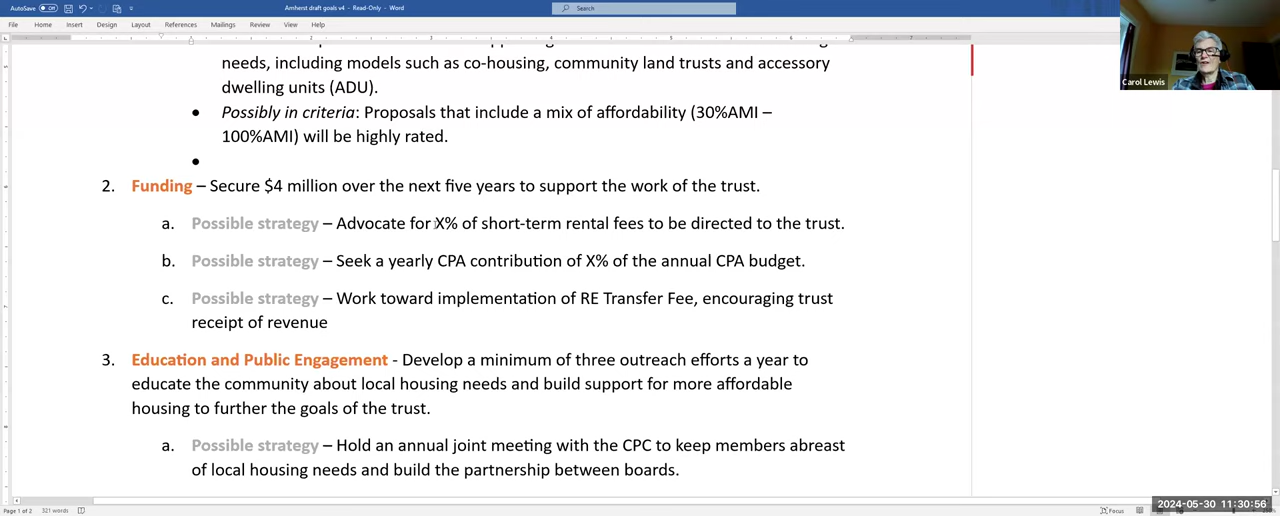 AutoSave Off
Amherst draft goals v4 - Read-Only - Word
Search
File Home Insert Design Layout References Mailings Review View Help
needs, including models such as co-housing, community land trusts and accessory
dwelling units (ADU).
• Possibly in criteria: Proposals that include a mix of affordability (30%AMI –
100%AMI) will be highly rated.
•
2. Funding – Secure $4 million over the next five years to support the work of the trust.
a. Possible strategy – Advocate for X% of short-term rental fees to be directed to the trust.
b. Possible strategy – Seek a yearly CPA contribution of X% of the annual CPA budget.
c. Possible strategy – Work toward implementation of RE Transfer Fee, encouraging trust
receipt of revenue
3. Education and Public Engagement - Develop a minimum of three outreach efforts a year to
educate the community about local housing needs and build support for more affordable
housing to further the goals of the trust.
a. Possible strategy – Hold an annual joint meeting with the CPC to keep members abreast
of local housing needs and build the partnership between boards.
Page 1 of 2 321 words
Focus
Carol Lewis
2024-05-30 11:30:56